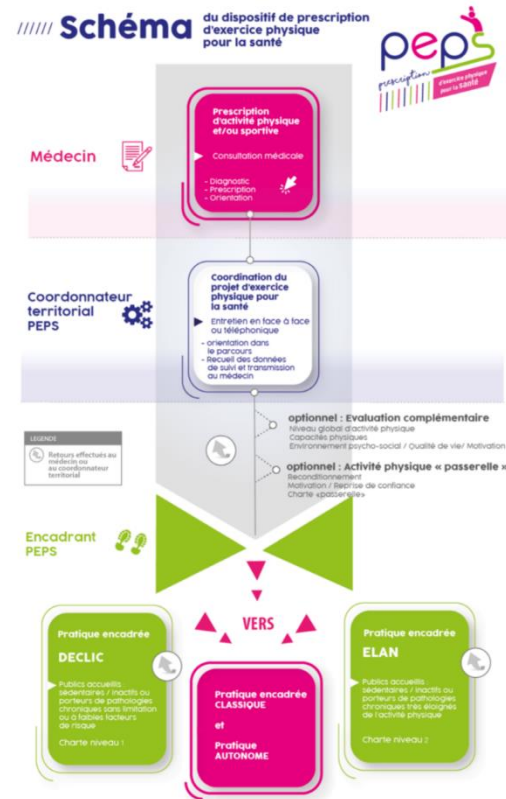 ////// Schéma
du dispositif de prescription
d'exercice physique
pour la santé
peps
prescription
d'exercice physique
pour la santé
Médecin
Prescription
d'activité physique
et/ou sportive
Consultation médicale
- Diagnostic
- Prescription
- Orientation
Coordonnateur
territorial
PEPS
Coordination du
projet d'exercice
physique pour
la santé
Entretien en face à face
ou téléphonique
- orientation dans
le parcours
- Recueil des données
de suivi et transmission
au médecin
optionnel : Evaluation complémentaire
Niveau global d'activité physique
Capacités physiques
Environnement psycho-social / Qualité de vie/ Motivation
optionnel : Activité physique « passerelle »
Reconditionnement
Motivation / Reprise de confiance
Charte «passerelle»
LEGENDE
Retours effectués au
médecin ou
au coordonnateur
territorial
Encadrant
PEPS
VERS
Pratique encadrée
DECLIC
Publics accueillis :
sédentaires / inactifs ou
porteurs de pathologies
chroniques sans limitation
ou à faibles facteurs
de risque
Charte niveau 1
Pratique encadrée
CLASSIQUE
et
Pratique
AUTONOME
Pratique encadrée
ELAN
Publics accueillis :
sédentaires / inactifs ou
porteurs de pathologies
chroniques très éloignés
de l'activité physique
Charte niveau 2